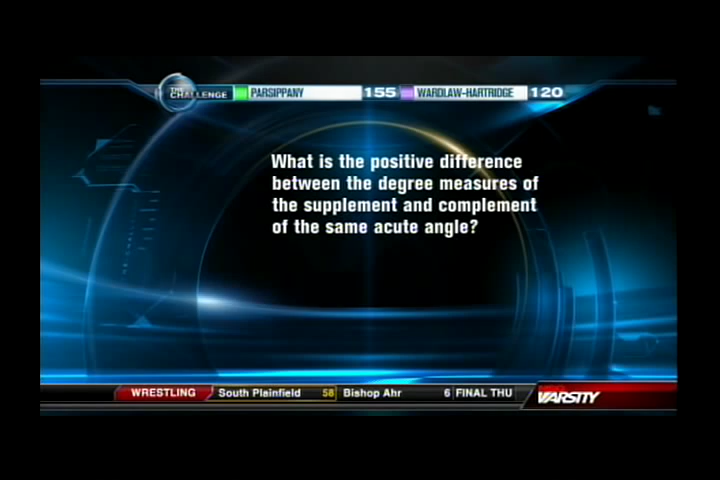 THE CHALLENGE PARSIPPANY 155 WARDLAW-HARTRIDGE 120
What is the positive difference
between the degree measures of
the supplement and complement
of the same acute angle?
WRESTLING South Plainfield 58 Bishop Ahr 6 FINAL THU
VARSITY